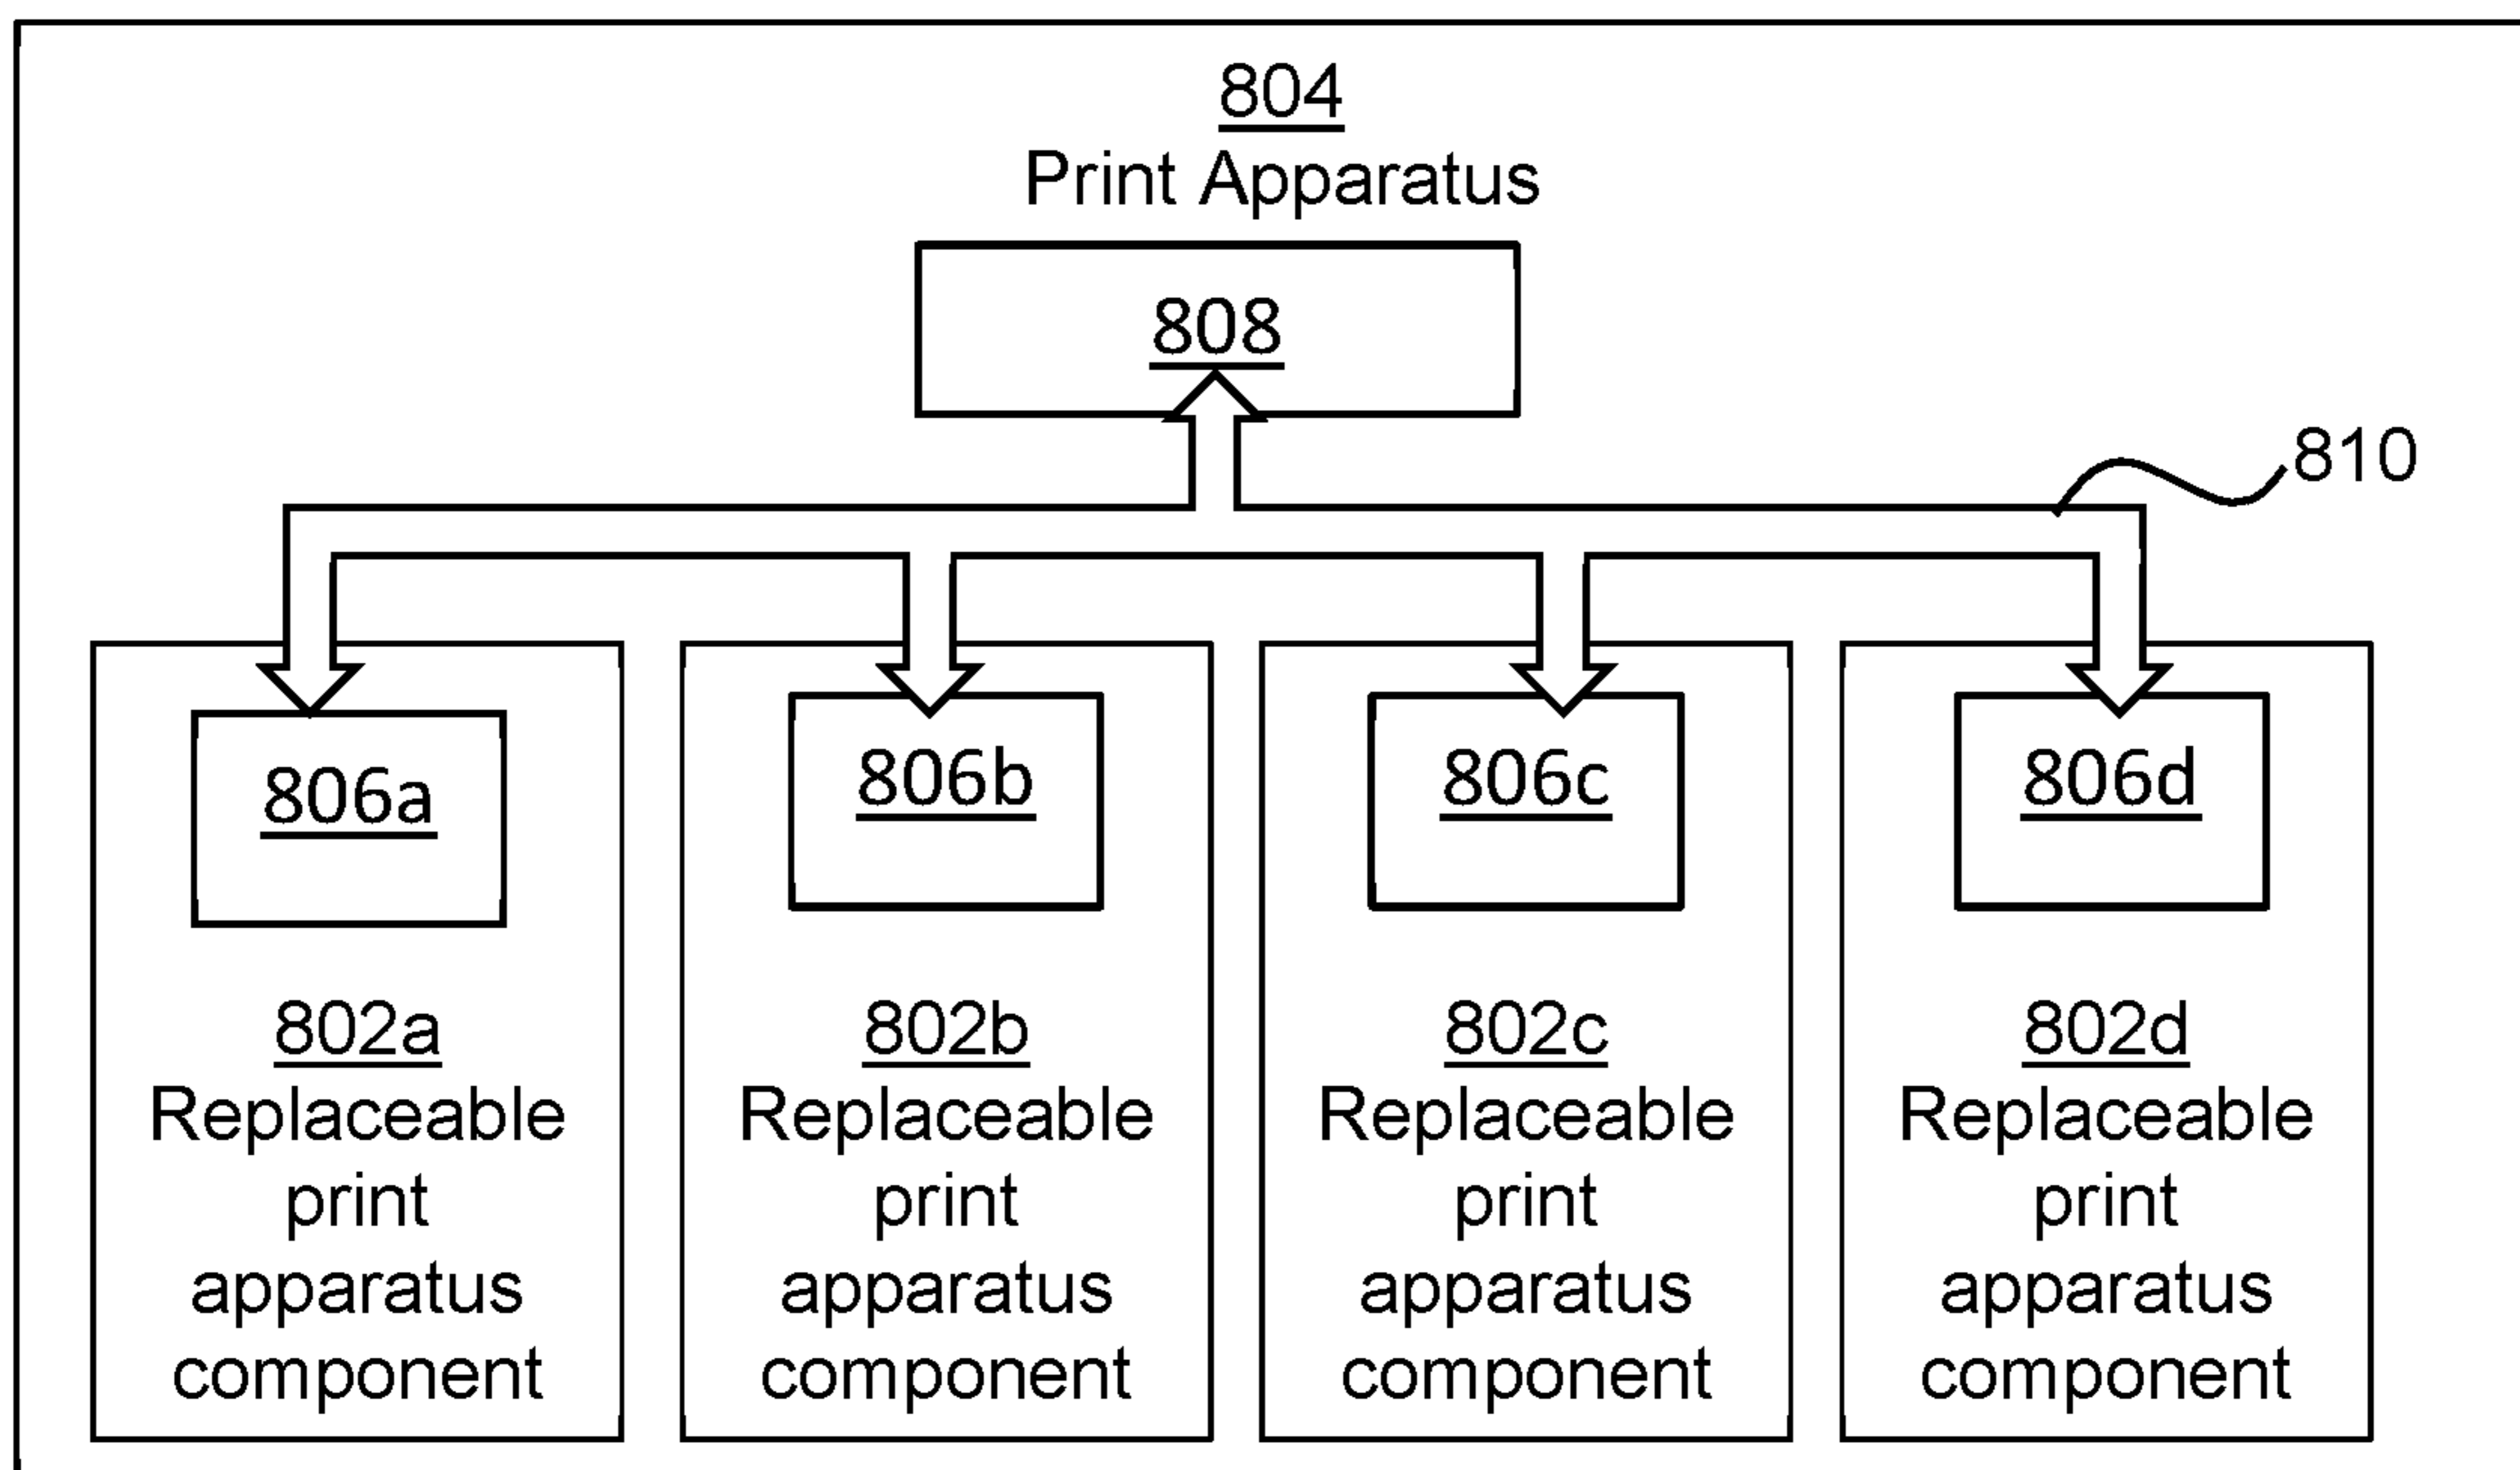 804
Print Apparatus
808
810
806a
806b
806c
806d
802a
Replaceable
print
apparatus
component
802b
Replaceable
print
apparatus
component
802c
Replaceable
print
apparatus
component
802d
Replaceable
print
apparatus
component